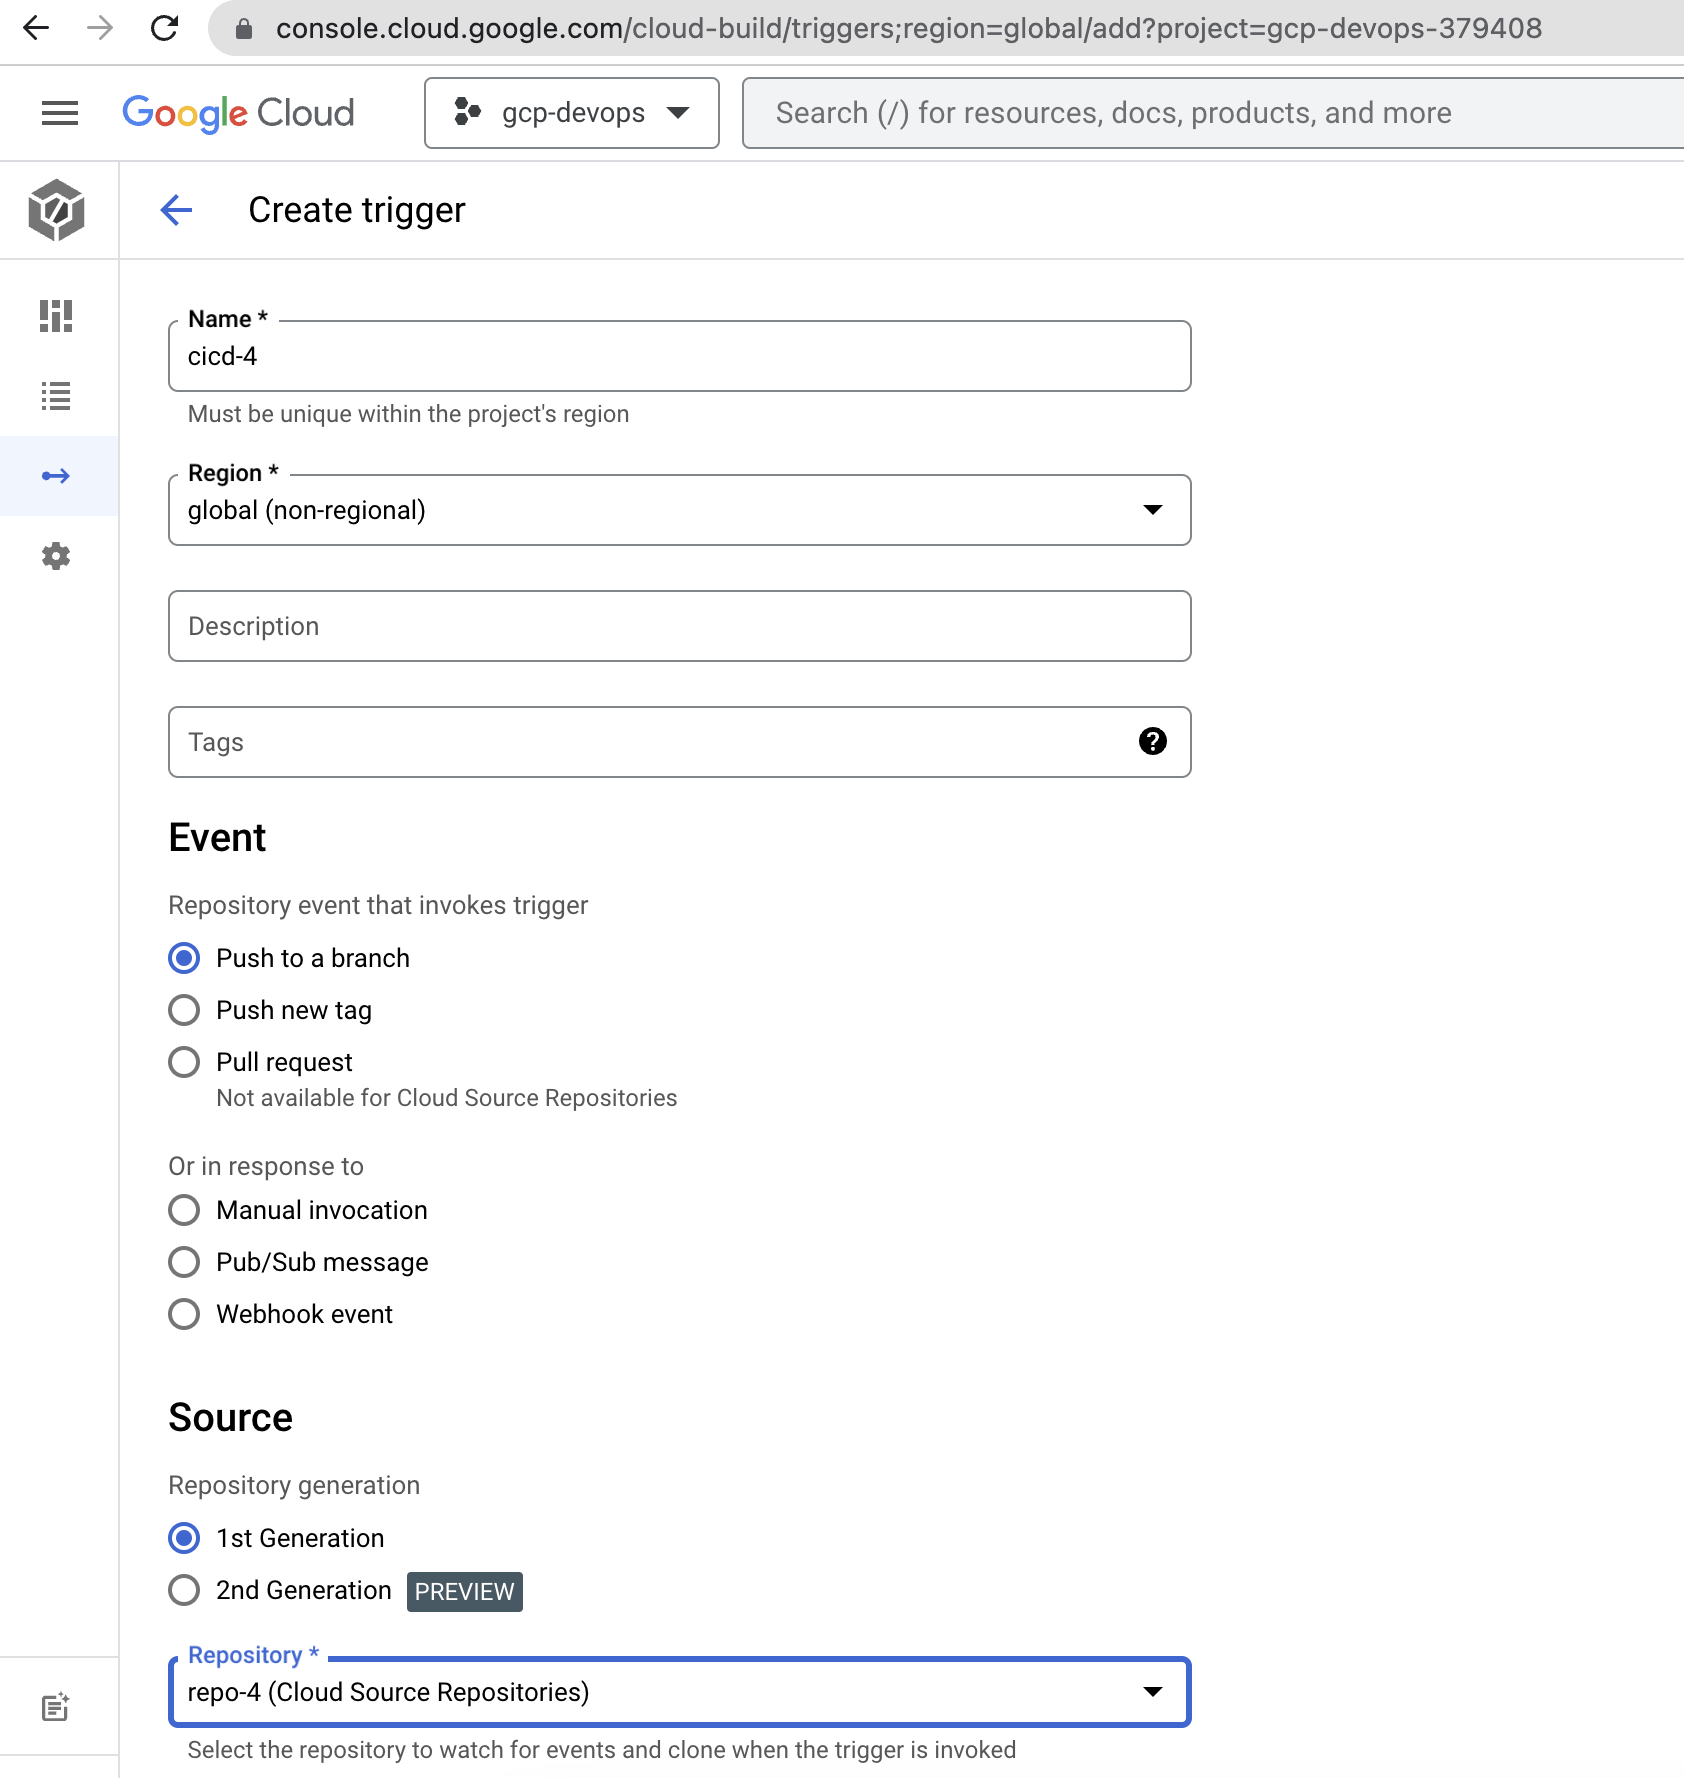 console.cloud.google.com/cloud-build/triggers;region=global/add?project=gcp-devops-379408
Google Cloud
gcp-devops
Search (/) for resources, docs, products, and more
Create trigger
Name *
cicd-4
Must be unique within the project's region
Region *
global (non-regional)
Description
Tags
?
Event
Repository event that invokes trigger
Push to a branch
Push new tag
Pull request
Not available for Cloud Source Repositories
Or in response to
Manual invocation
Pub/Sub message
Webhook event
Source
Repository generation
1st Generation
2nd Generation PREVIEW
Repository *
repo-4 (Cloud Source Repositories)
Select the repository to watch for events and clone when the trigger is invoked